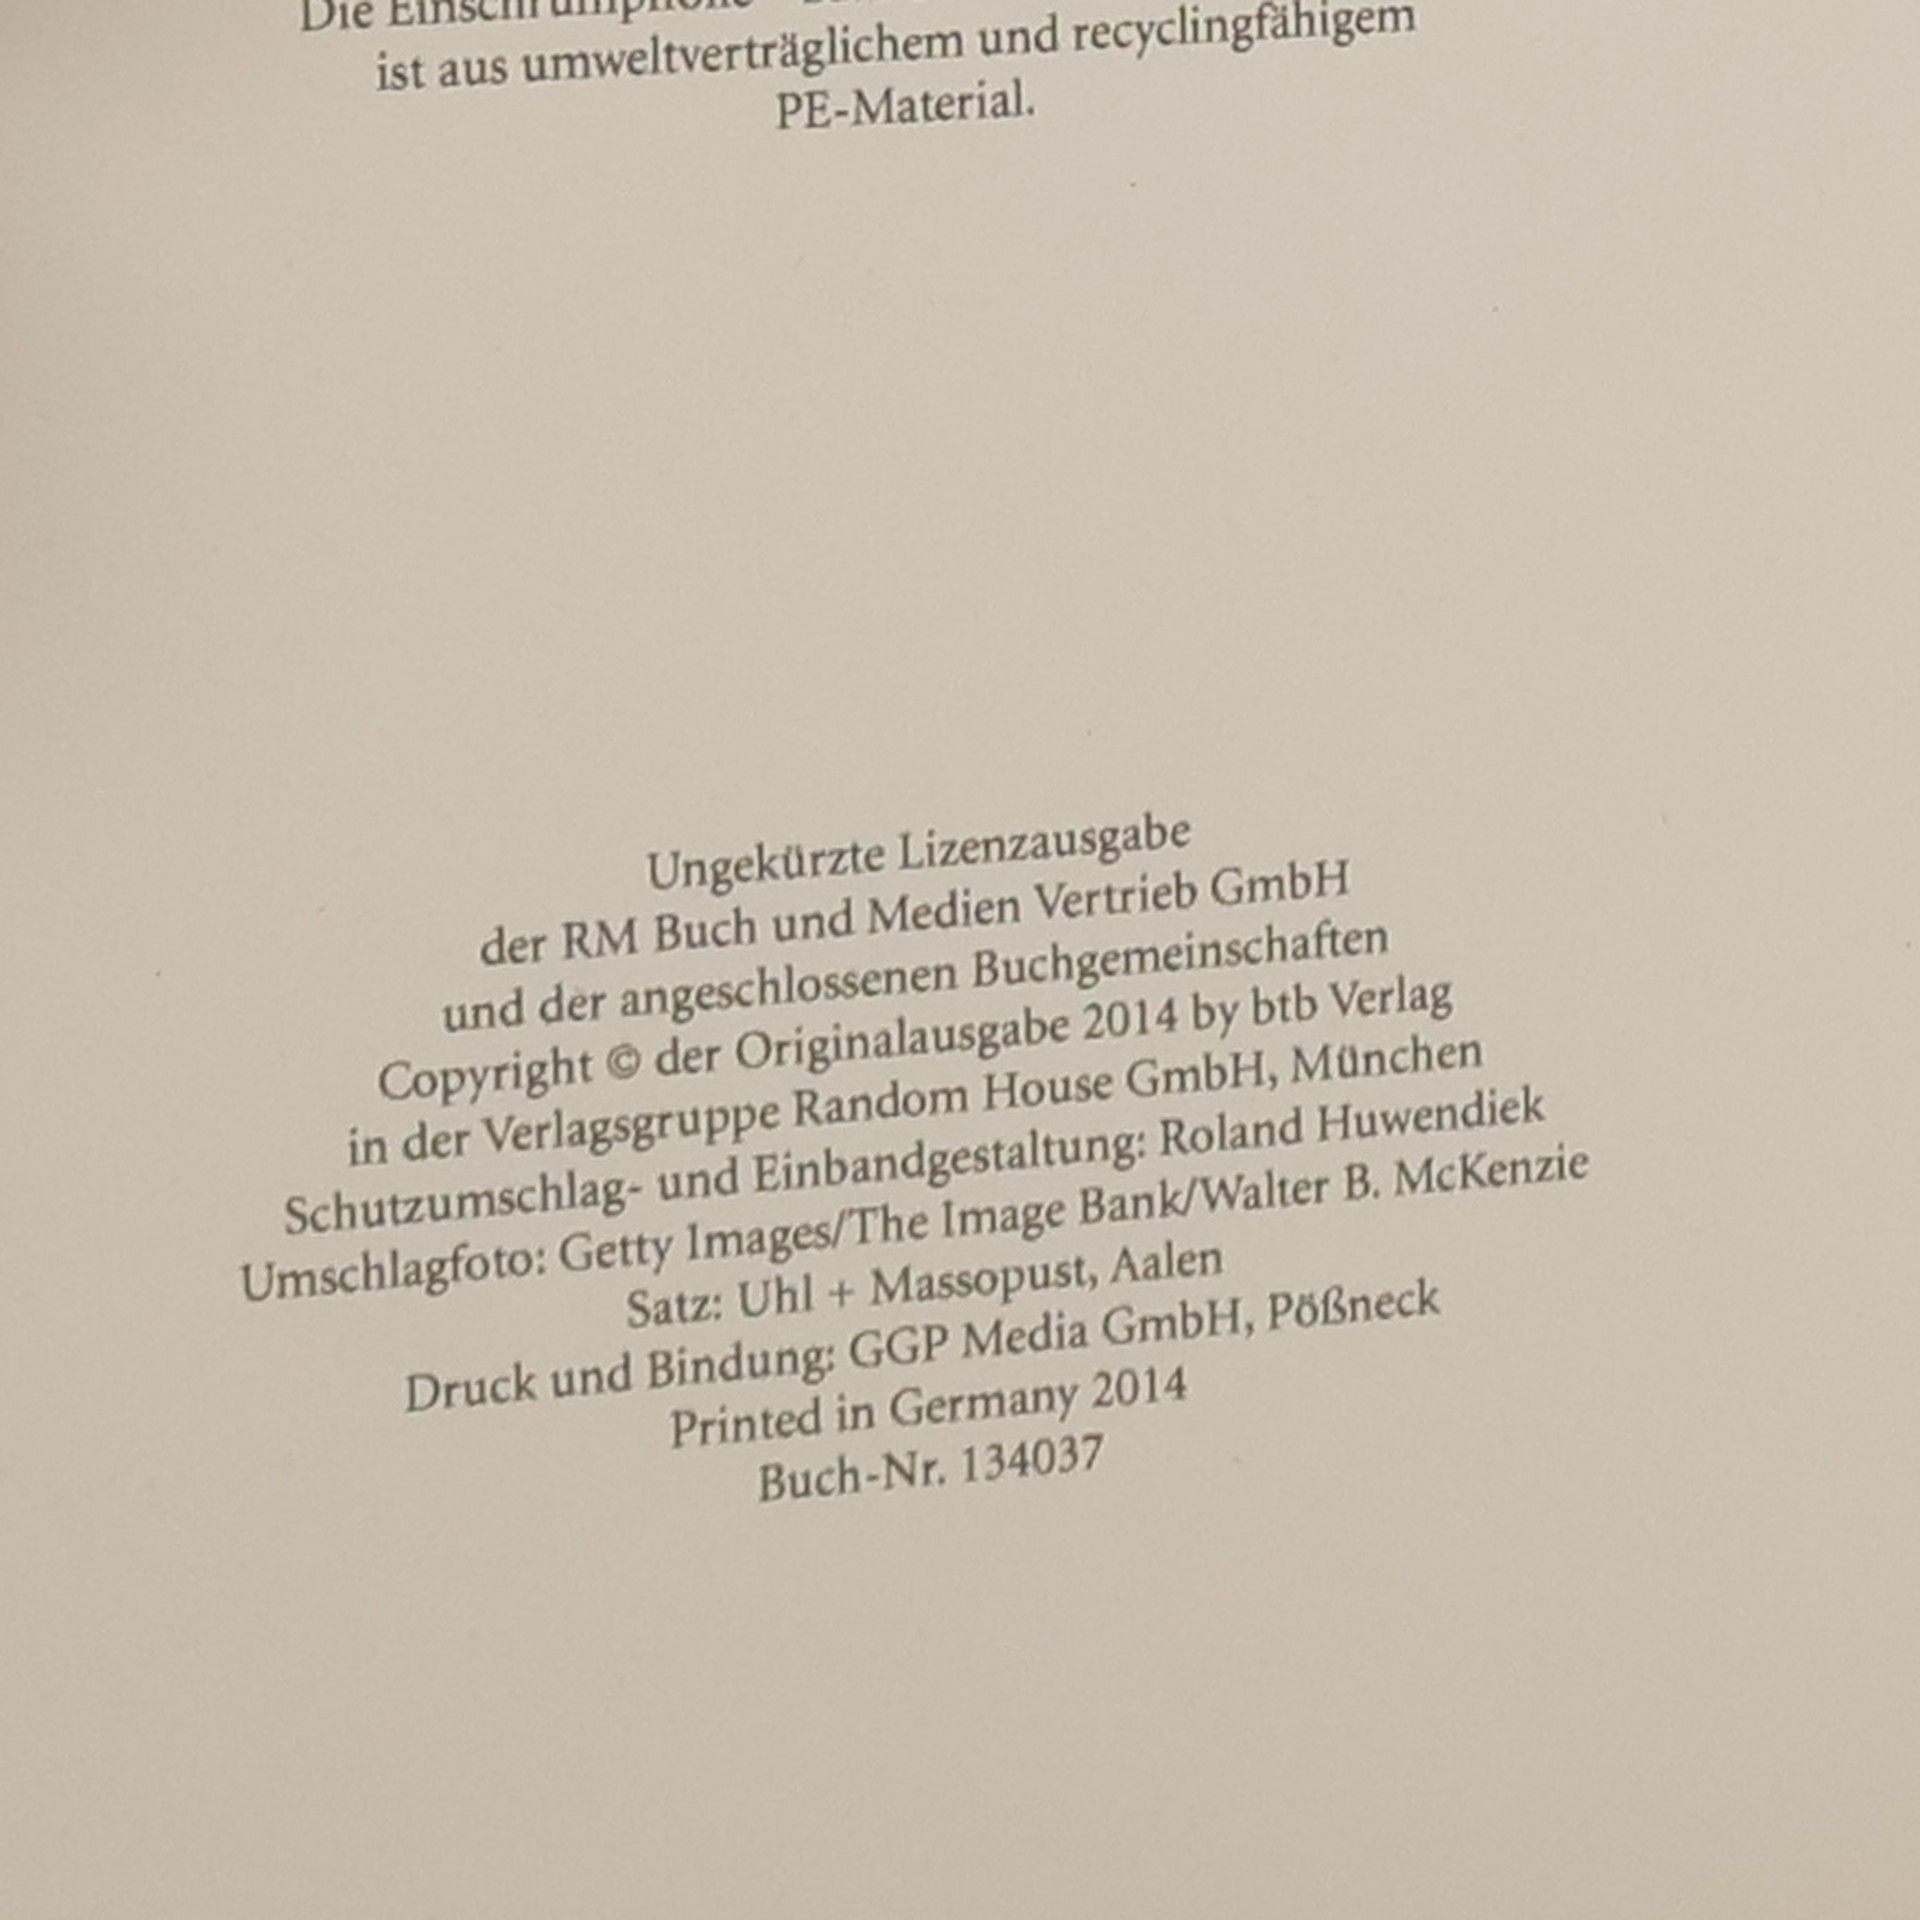 Die Einschrumpffolie
ist aus umweltverträglichem und recyclingfähigem
PE-Material.
Ungekürzte Lizenzausgabe
der RM Buch und Medien Vertrieb GmbH
und der angeschlossenen Buchgemeinschaften
Copyright © der Originalausgabe 2014 by btb Verlag
in der Verlagsgruppe Random House GmbH, München
Schutzumschlag- und Einbandgestaltung: Roland Huwendiek
Umschlagfoto: Getty Images/The Image Bank/Walter B. McKenzie
Satz: Uhl + Massopust, Aalen
Druck und Bindung: GGP Media GmbH, Pößneck
Printed in Germany 2014
Buch-Nr. 134037